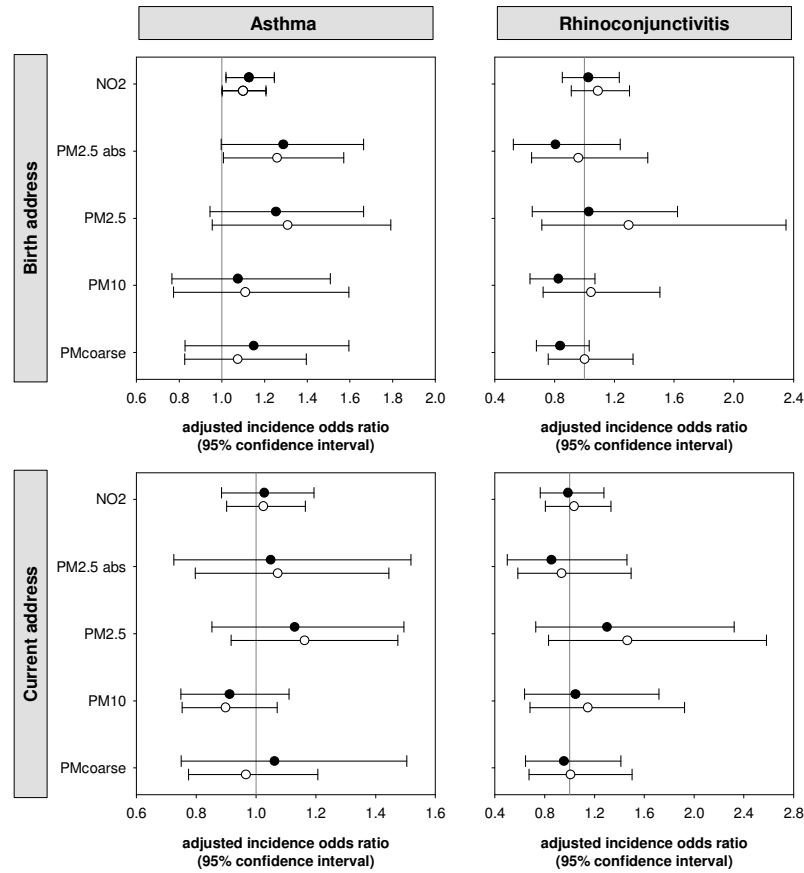 Asthma
Rhinoconjunctivitis
Birth address
NO2
PM2.5 abs
PM2.5
PM10
PMcoarse
0.6 0.8 1.0 1.2 1.4 1.6 1.8 2.0
0.4 0.8 1.2 1.6 2.0 2.4
adjusted incidence odds ratio
(95% confidence interval)
adjusted incidence odds ratio
(95% confidence interval)
Current address
NO2
PM2.5 abs
PM2.5
PM10
PMcoarse
0.6 0.8 1.0 1.2 1.4 1.6
0.4 0.8 1.2 1.6 2.0 2.4 2.8
adjusted incidence odds ratio
(95% confidence interval)
adjusted incidence odds ratio
(95% confidence interval)